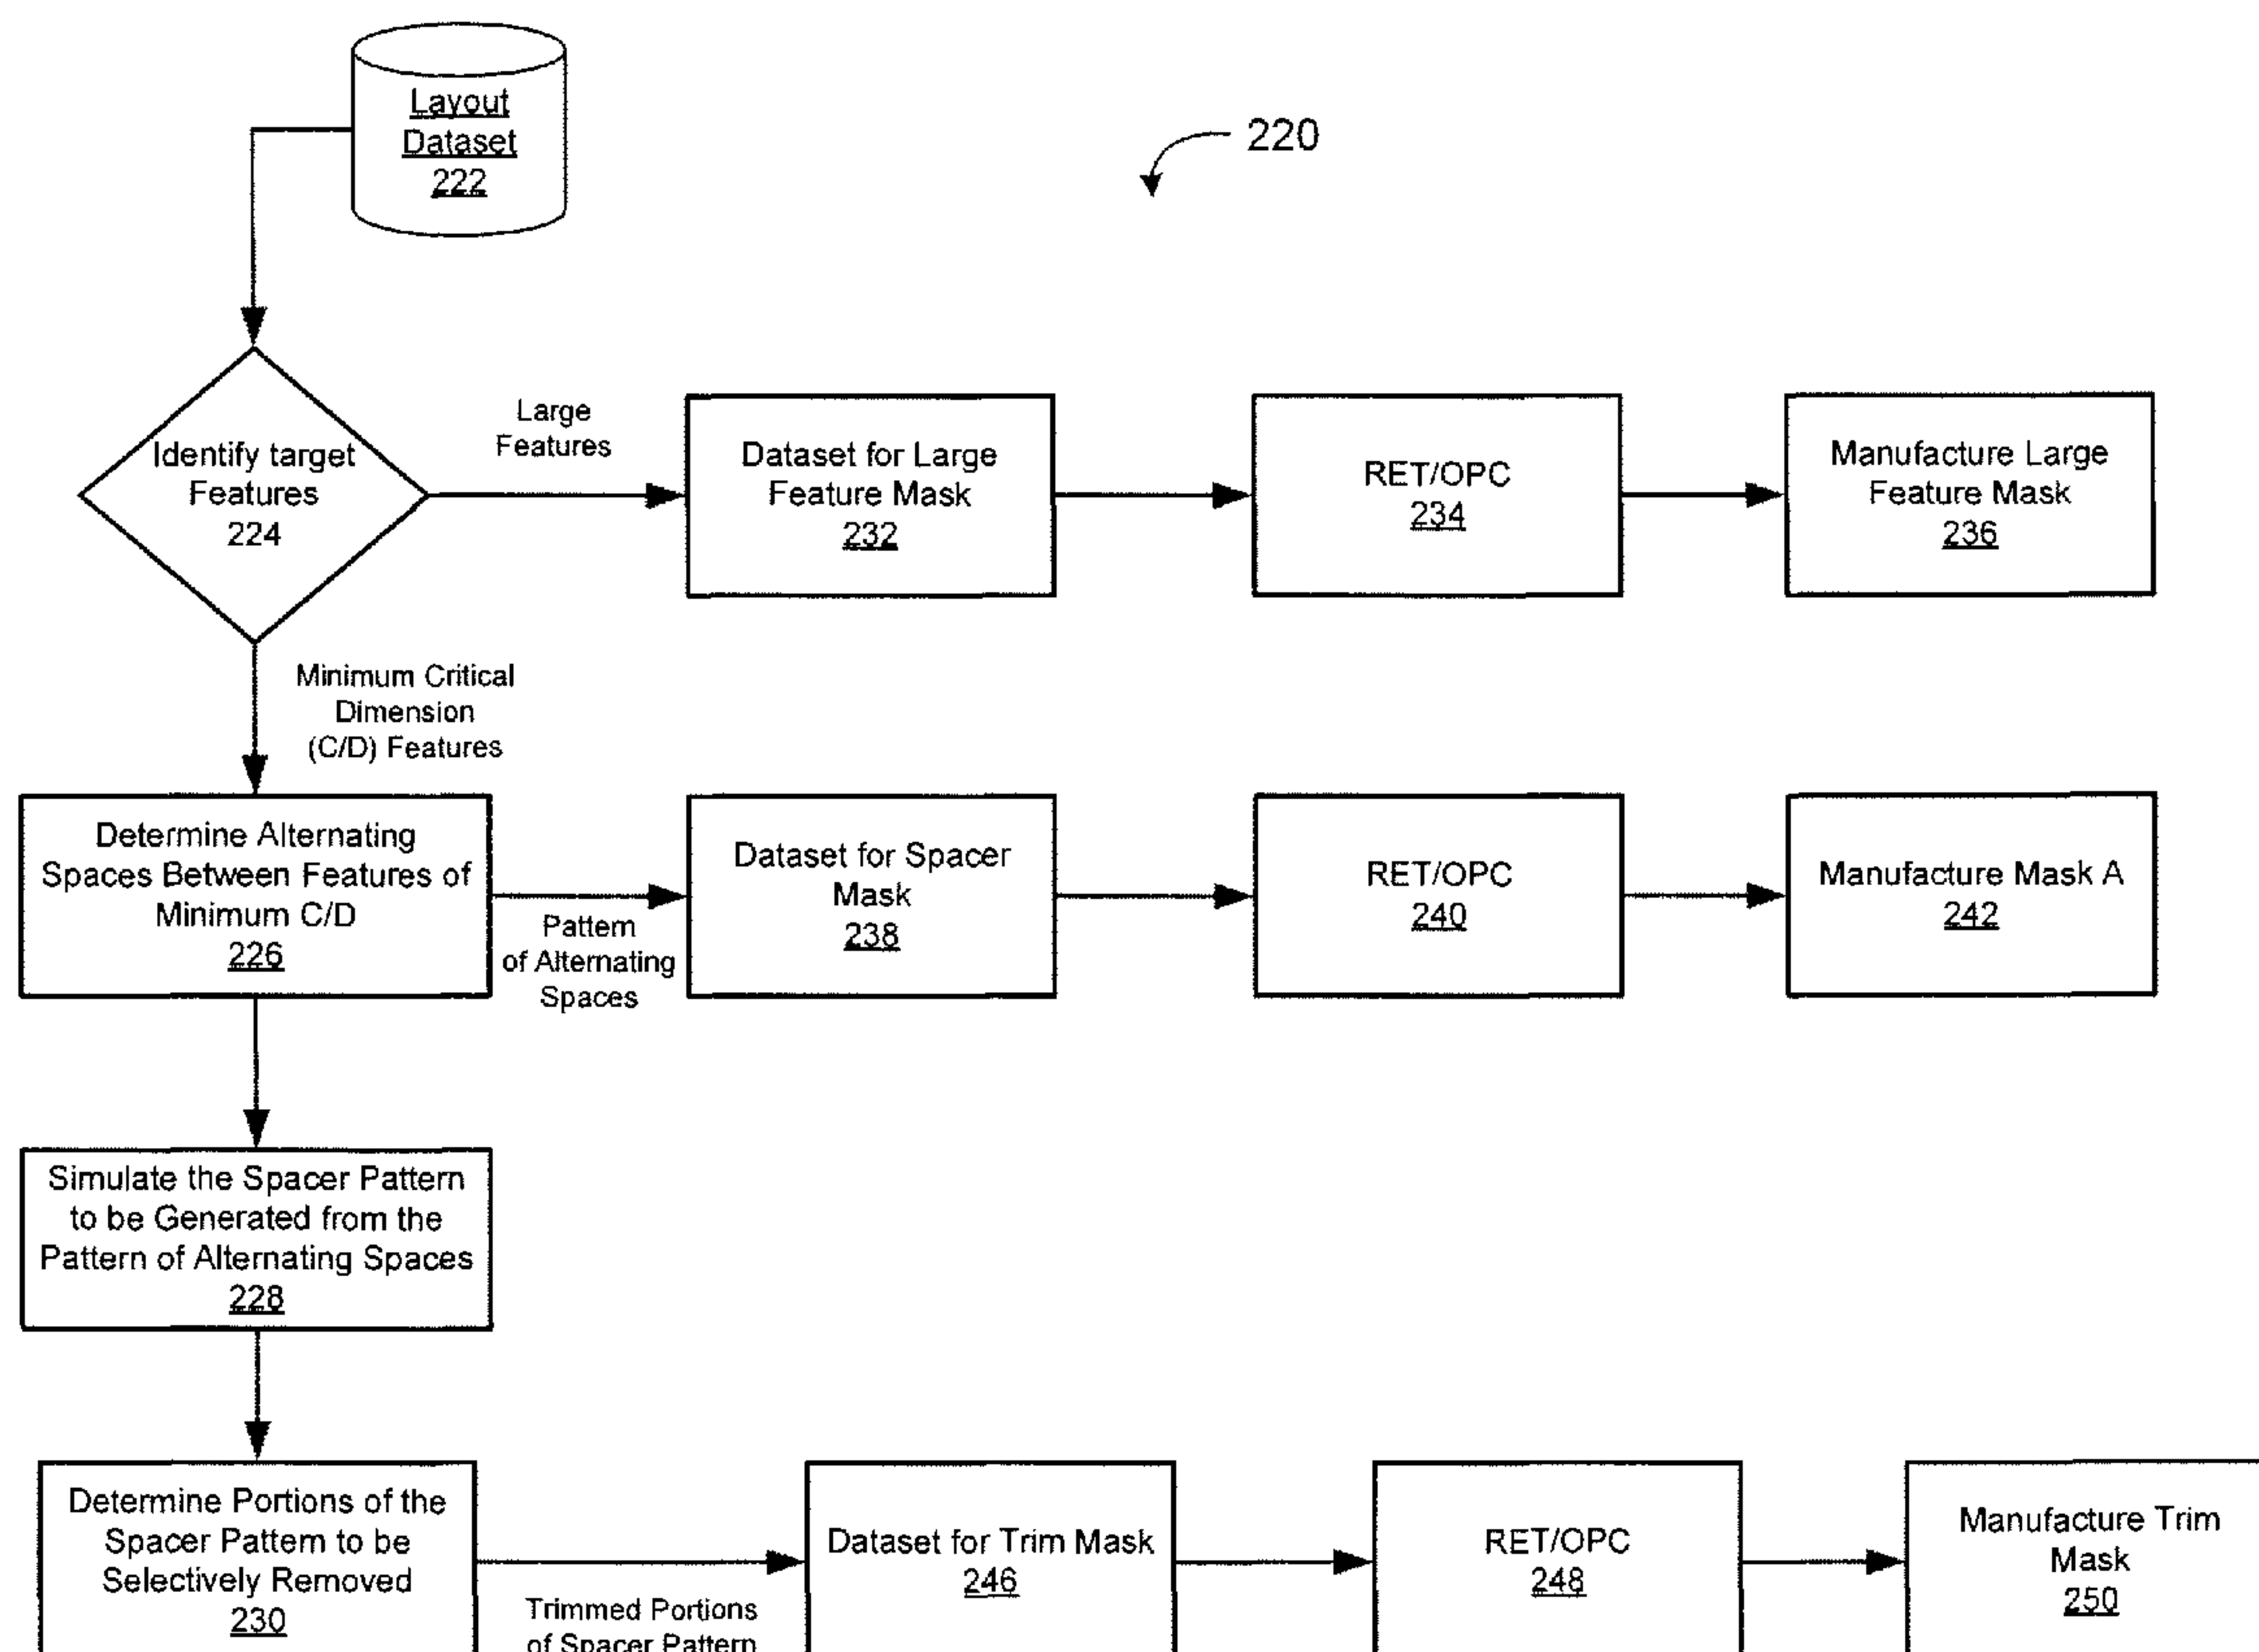 Layout
Dataset
222
220
Identify target
Features
224
Large
Features
Dataset for Large
Feature Mask
232
RET/OPC
234
Manufacture Large
Feature Mask
236
Minimum Critical
Dimension
(C/D) Features
Determine Alternating
Spaces Between Features of
Minimum C/D
226
Pattern
of Alternating
Spaces
Dataset for Spacer
Mask
238
RET/OPC
240
Manufacture Mask A
242
Simulate the Spacer Pattern
to be Generated from the
Pattern of Alternating Spaces
228
Determine Portions of the
Spacer Pattern to be
Selectively Removed
230
Trimmed Portions
of Spacer Pattern
Dataset for Trim Mask
246
RET/OPC
248
Manufacture Trim
Mask
250